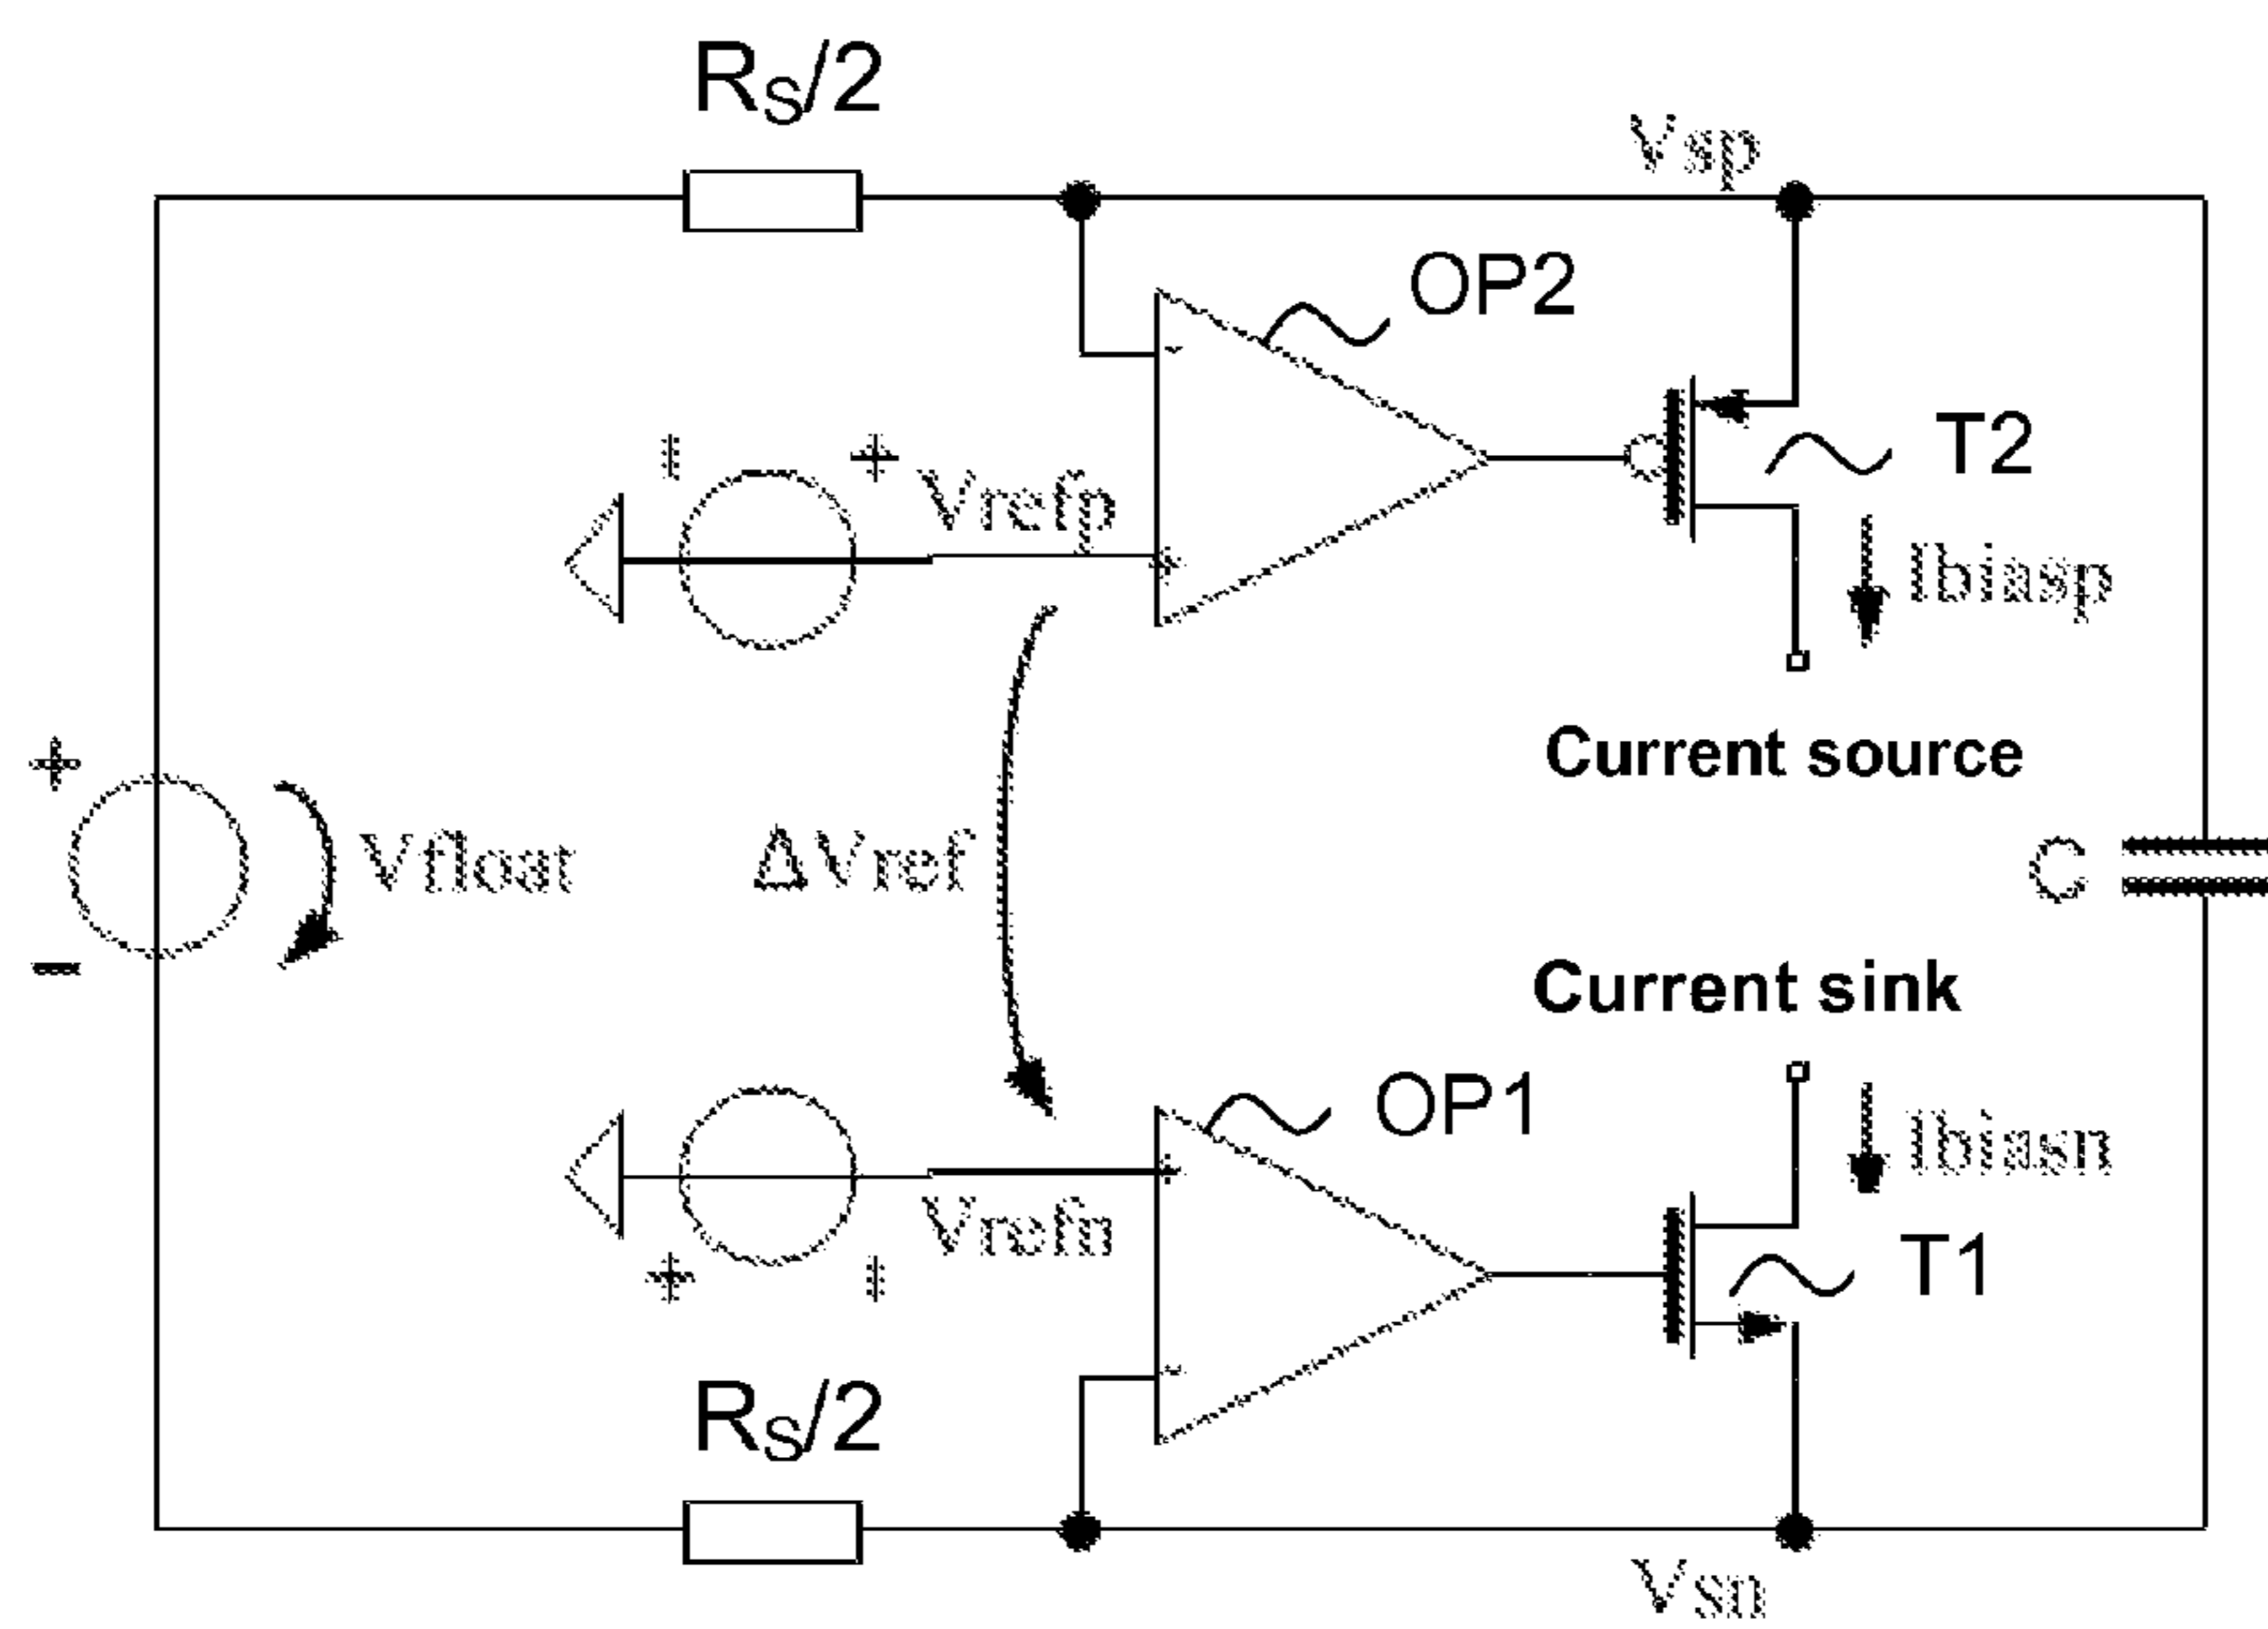 RS/2
Vsp
OP2
-
T2
- +
Vrefp
+
Ibiasp
Current source
+
Vfloat
ΔVref
C
-
Current sink
OP1
+
Ibiasn
Vrefn
T1
+ -
-
RS/2
Vsn